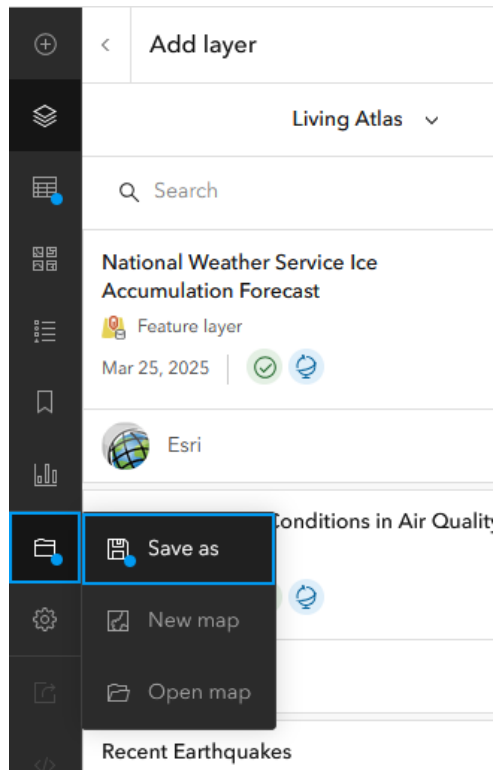 Add layer
Living Atlas
Search
National Weather Service Ice
Accumulation Forecast
Feature layer
Mar 25, 2025
Esri
Conditions in Air Quality
Save as
New map
Open map
Recent Earthquakes